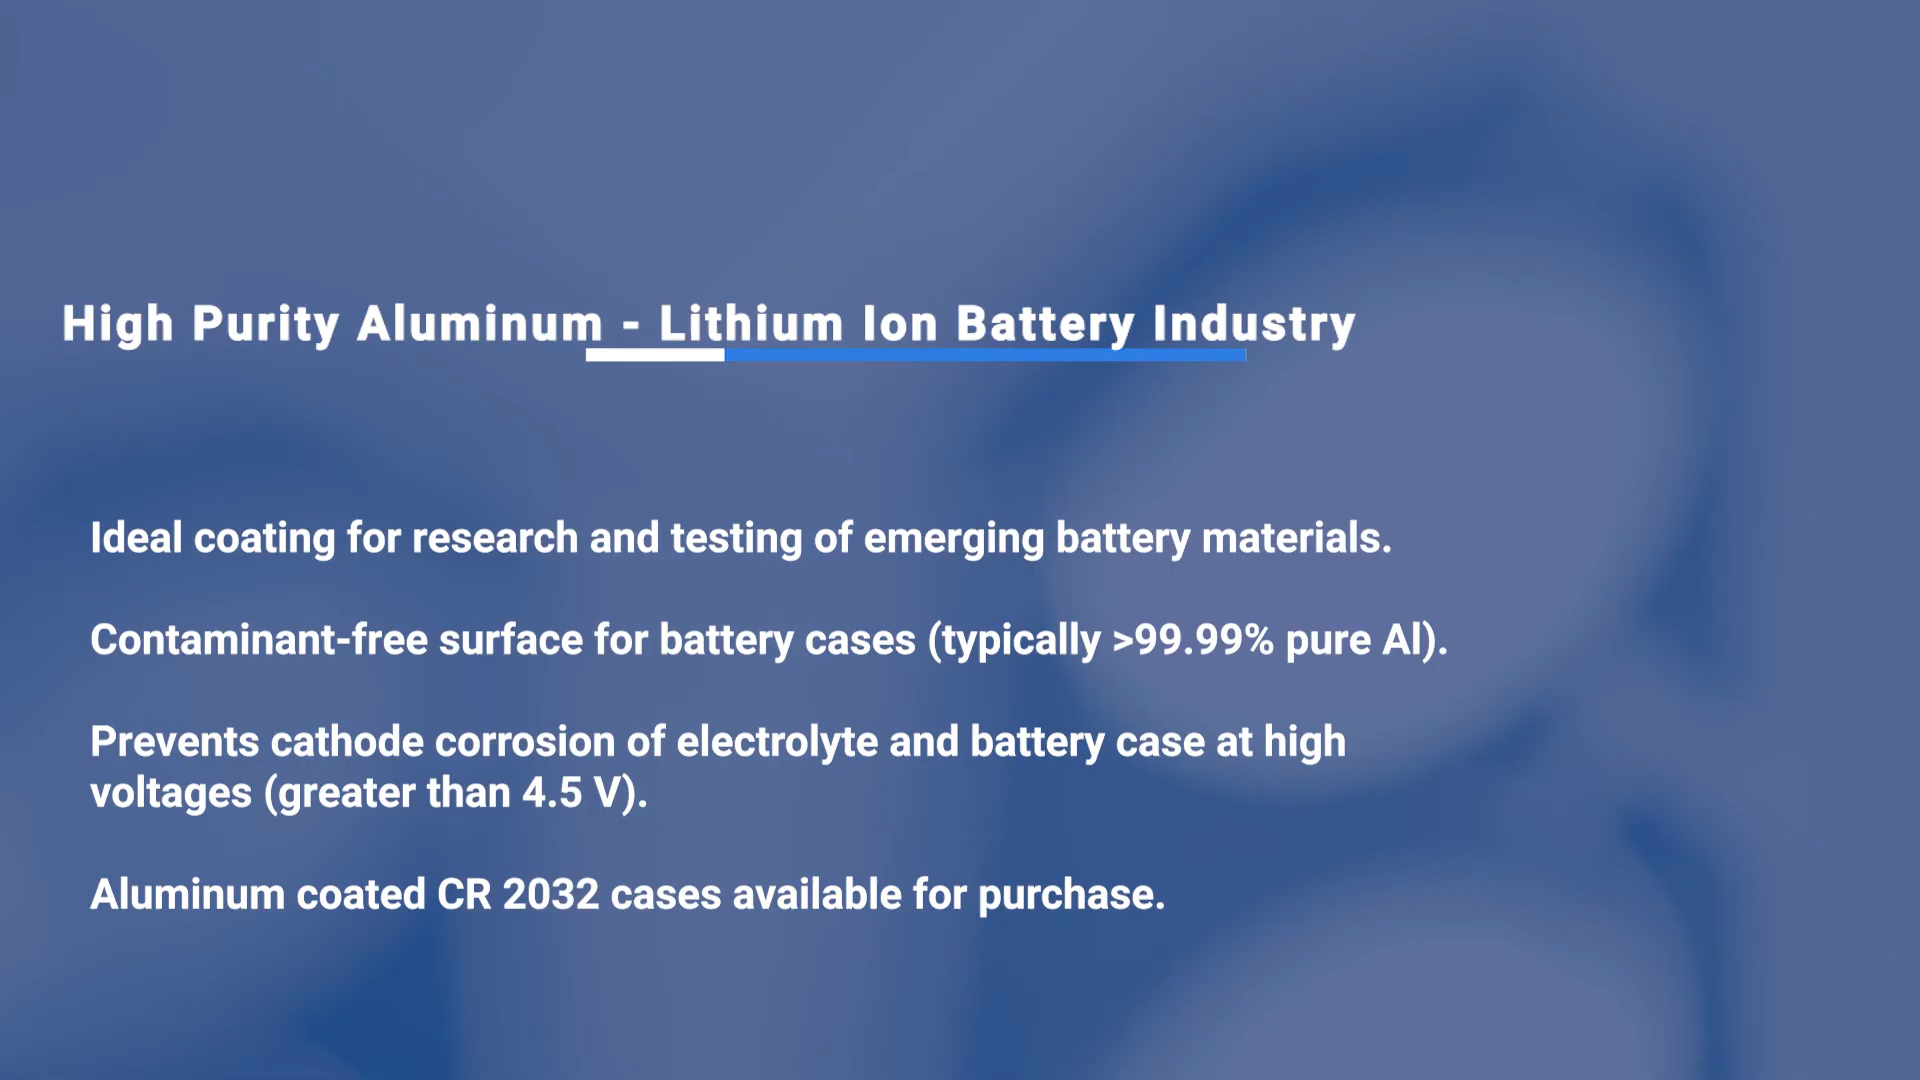 High Purity Aluminum - Lithium Ion Battery Industry
Ideal coating for research and testing of emerging battery materials.
Contaminant-free surface for battery cases (typically >99.99% pure Al).
Prevents cathode corrosion of electrolyte and battery case at high
voltages (greater than 4.5 V).
Aluminum coated CR 2032 cases available for purchase.